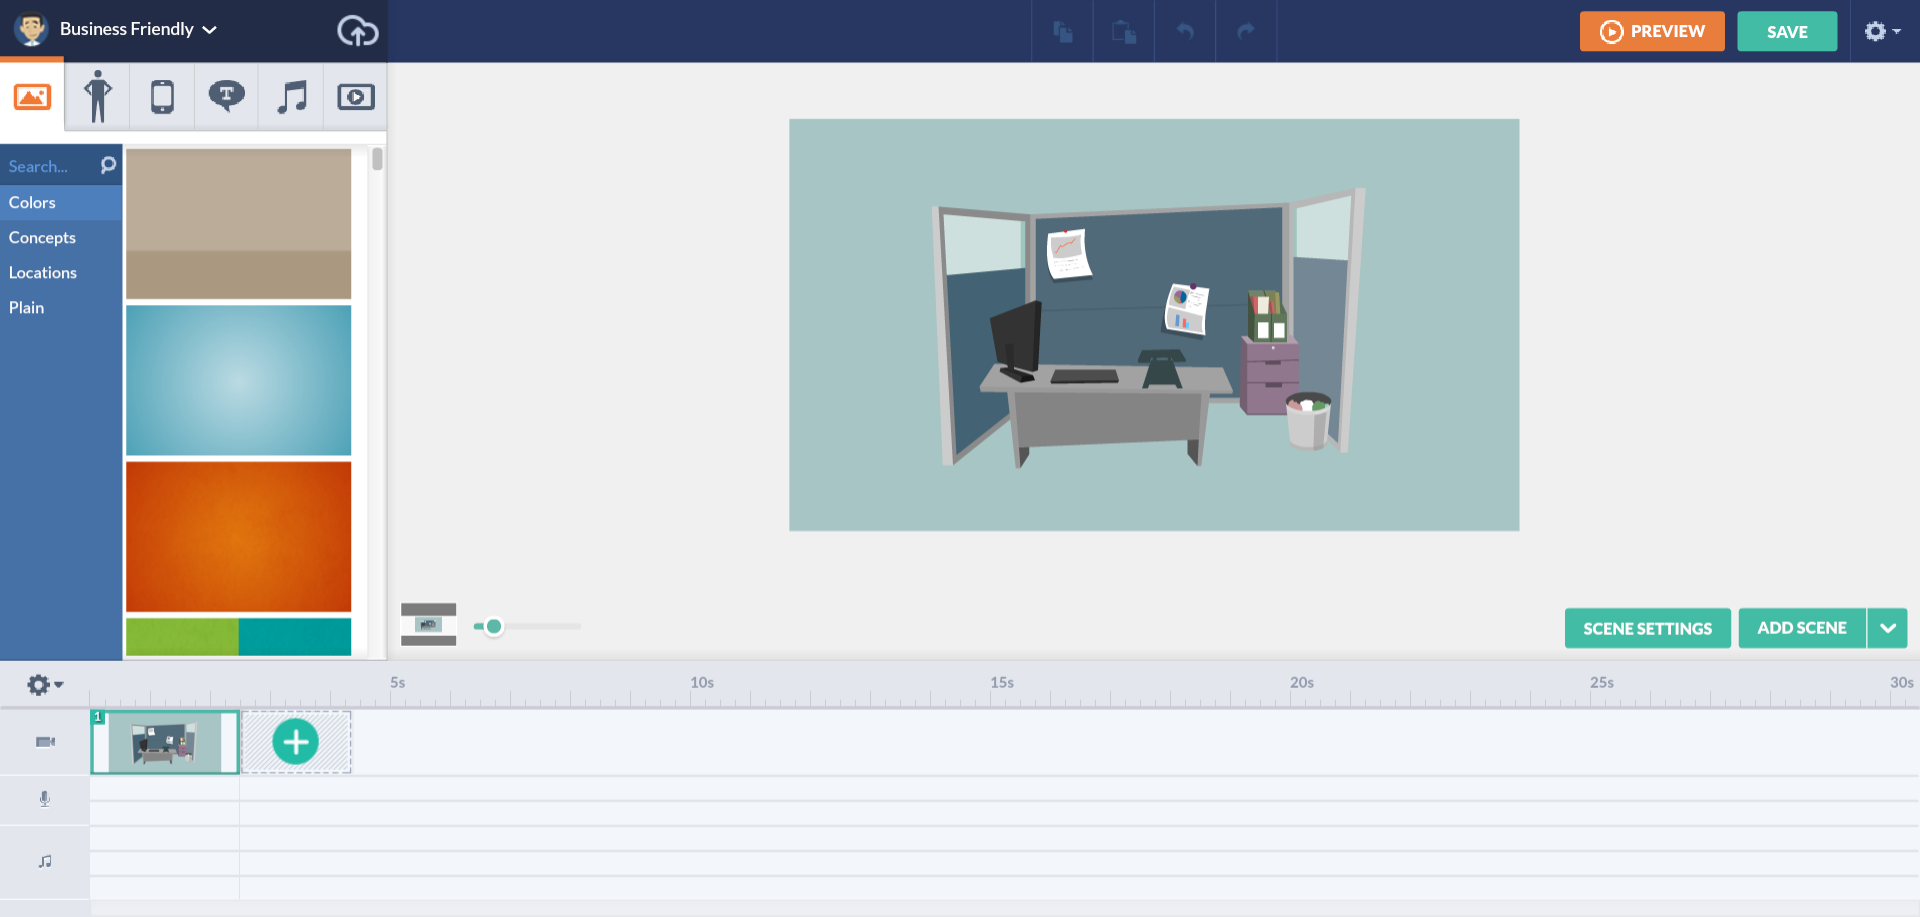 Business Friendly
PREVIEW
SAVE
T
Search...
Colors
Concepts
Locations
Plain
SCENE SETTINGS
ADD SCENE
5s
10s
15s
20s
25s
30s
1